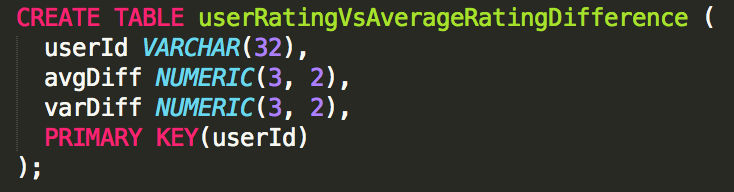 CREATE TABLE userRatingVsAverageRatingDifference (
userId VARCHAR(32),
avgDiff NUMERIC(3, 2),
varDiff NUMERIC(3, 2),
PRIMARY KEY(userId)
);